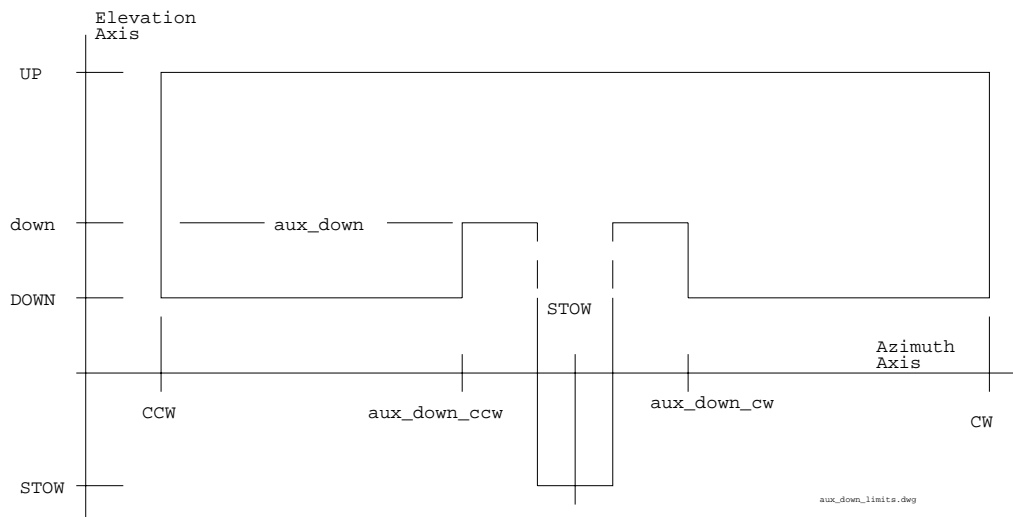 Elevation
Axis
UP
down
aux_down
DOWN
STOW
Azimuth
Axis
CCW
aux_down_ccw
aux_down_cw
CW
STOW
aux_down_limits.dwg